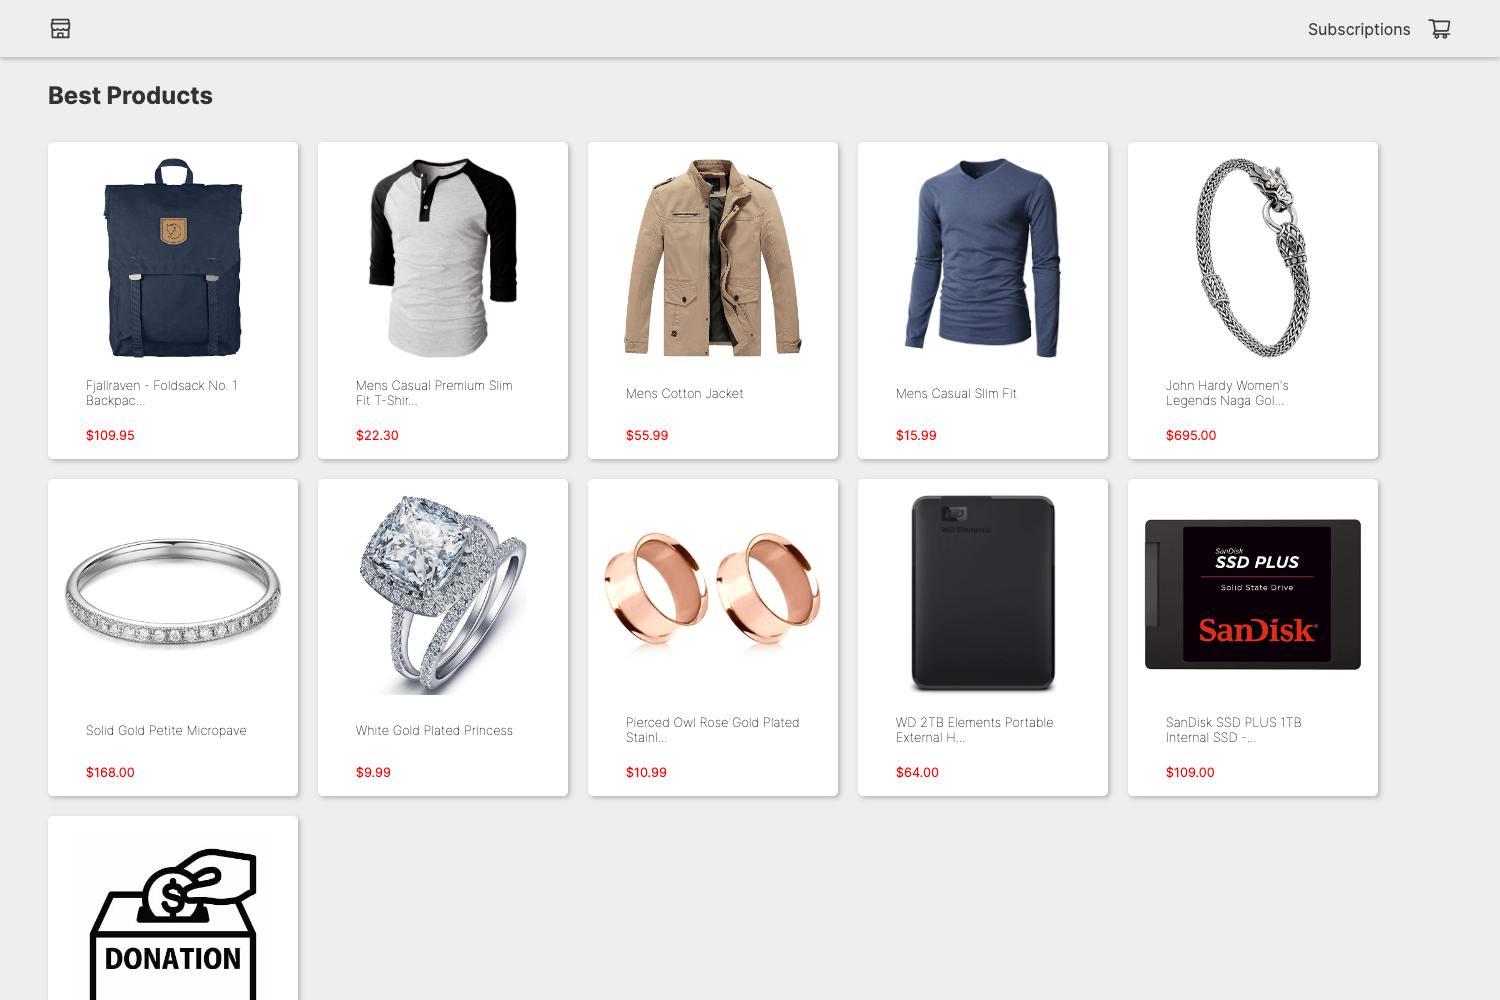 Subscriptions
Best Products
Fjallraven - Foldsack No. 1
Backpac...
$109.95
Mens Casual Premium Slim
Fit T-Shir...
$22.30
Mens Cotton Jacket
$55.99
Mens Casual Slim Fit
$15.99
John Hardy Women's
Legends Naga Gol...
$695.00
Solid Gold Petite Micropave
$168.00
White Gold Plated Princess
$9.99
Pierced Owl Rose Gold Plated
Stainl...
$10.99
WD
WD Elements
WD 2TB Elements Portable
External H...
$64.00
SanDisk
SSD PLUS
Solid State Drive
SanDisk
SanDisk SSD PLUS 1TB
Internal SSD -...
$109.00
$
DONATION